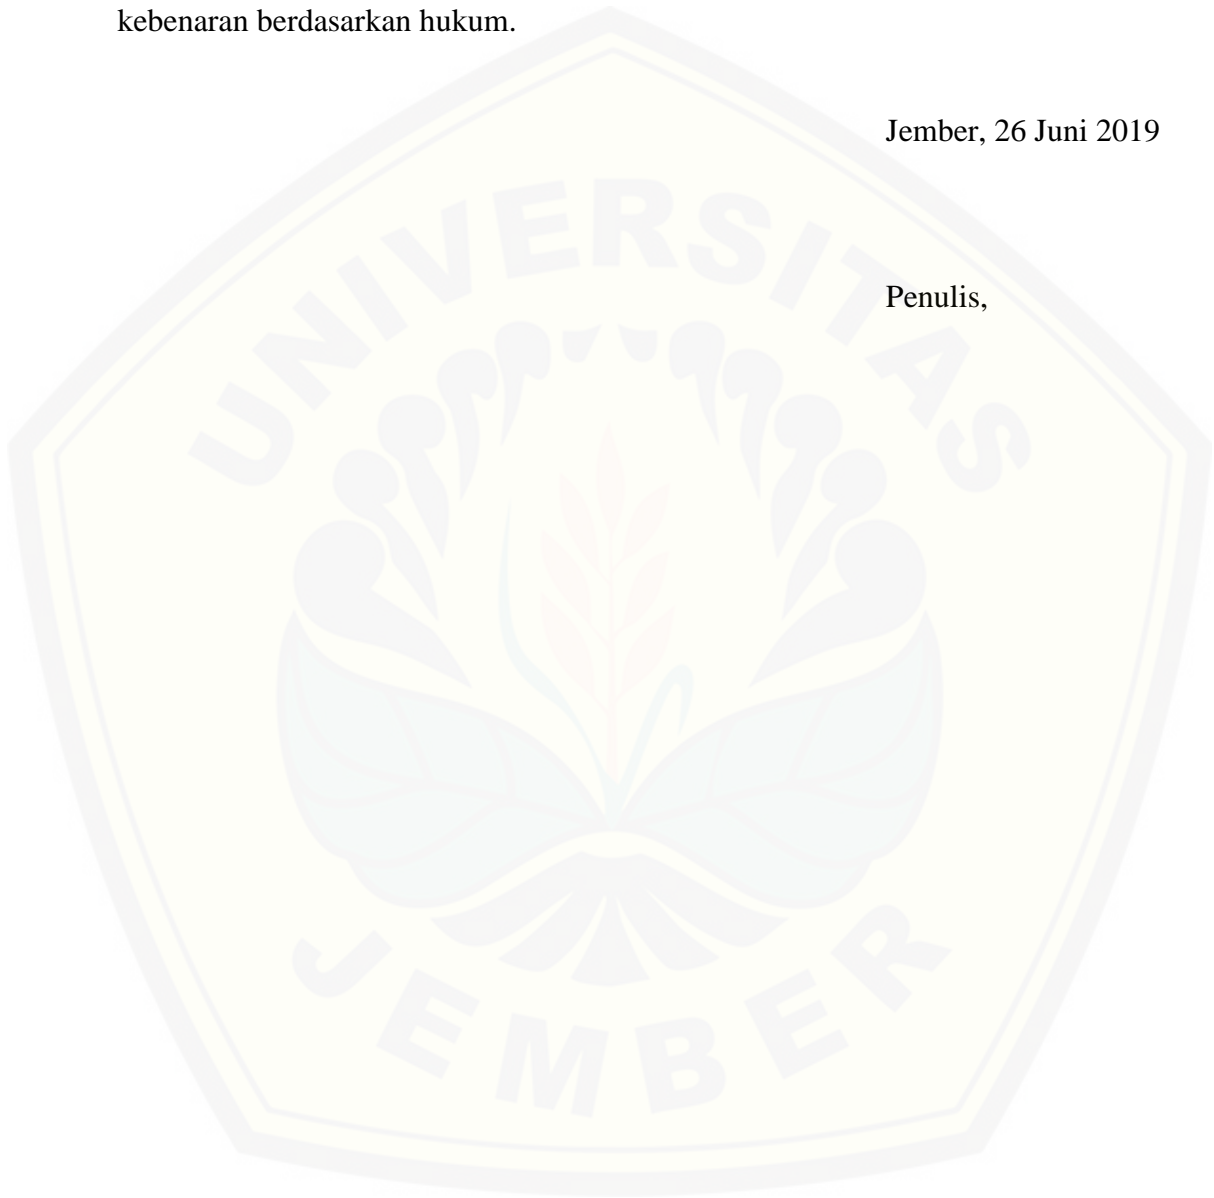 kebenaran berdasarkan hukum.
Jember, 26 Juni 2019
UNIVERSITAS
Penulis,
JEMBER